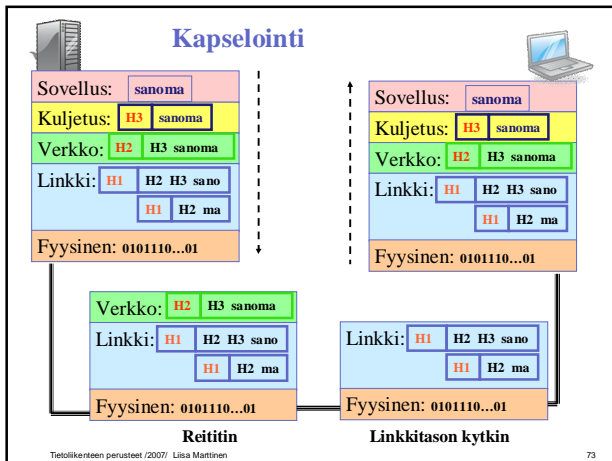 Kapselointi
Sovellus: sanoma
Kuljetus: H3 sanoma
Verkko: H2 H3 sanoma
Linkki: H1 H2 H3 sano
H1 H2 ma
Fyysinen: 0101110...01
Sovellus: sanoma
Kuljetus: H3 sanoma
Verkko: H2 H3 sanoma
Linkki: H1 H2 H3 sano
H1 H2 ma
Fyysinen: 0101110...01
Verkko: H2 H3 sanoma
Linkki: H1 H2 H3 sano
H1 H2 ma
Fyysinen: 0101110...01
Reititin
Linkki: H1 H2 H3 sano
H1 H2 ma
Fyysinen: 0101110...01
Linkkitason kytkin
Tietoliikenteen perusteet /2007/ Liisa Marttinen 73